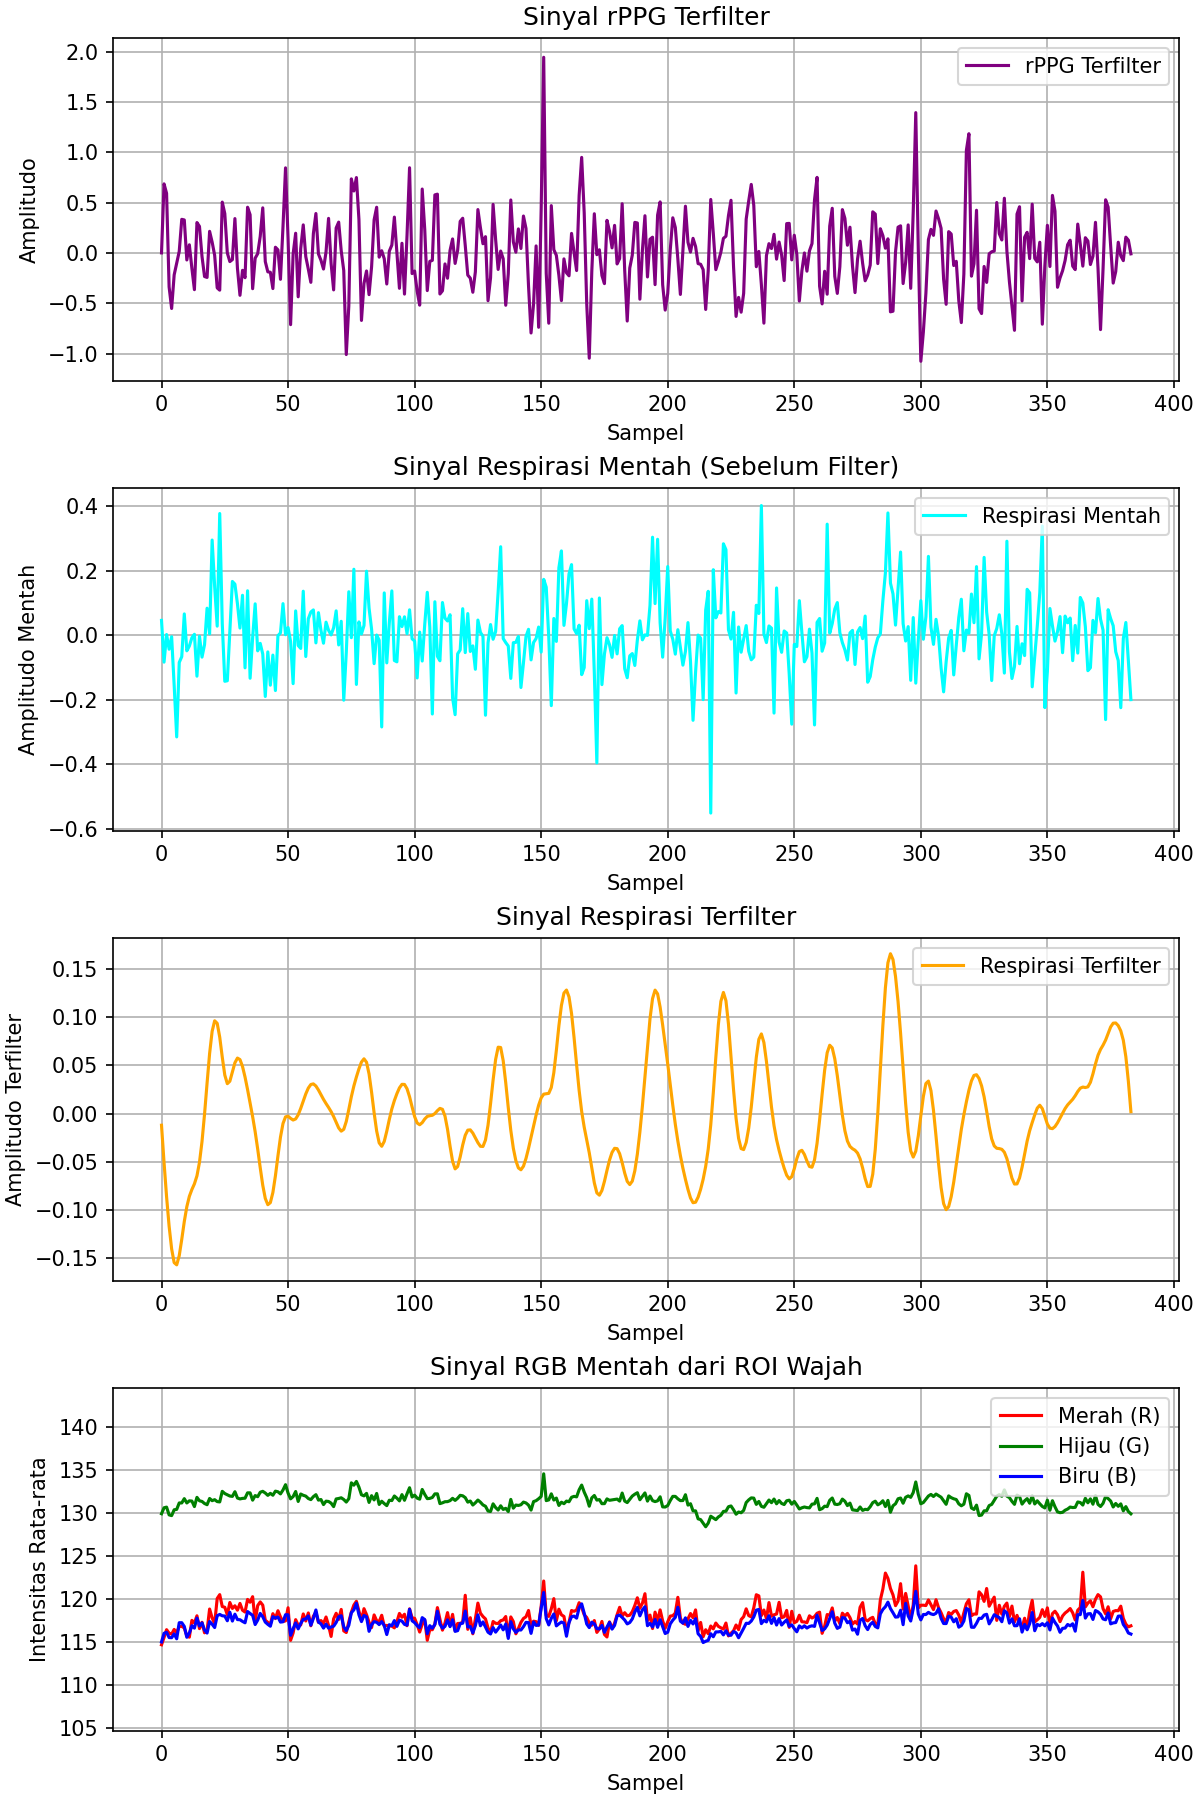 Sinyal rPPG Terfilter
rPPG Terfilter
Amplitudo
2.0
1.5
1.0
0.5
0.0
−0.5
−1.0
0 50 100 150 200 250 300 350 400
Sampel
Sinyal Respirasi Mentah (Sebelum Filter)
Respirasi Mentah
Amplitudo Mentah
0.4
0.2
0.0
−0.2
−0.4
−0.6
0 50 100 150 200 250 300 350 400
Sampel
Sinyal Respirasi Terfilter
Respirasi Terfilter
Amplitudo Terfilter
0.15
0.10
0.05
0.00
−0.05
−0.10
−0.15
0 50 100 150 200 250 300 350 400
Sampel
Sinyal RGB Mentah dari ROI Wajah
Merah (R)
Hijau (G)
Biru (B)
Intensitas Rata-rata
140
135
130
125
120
115
110
105
0 50 100 150 200 250 300 350 400
Sampel